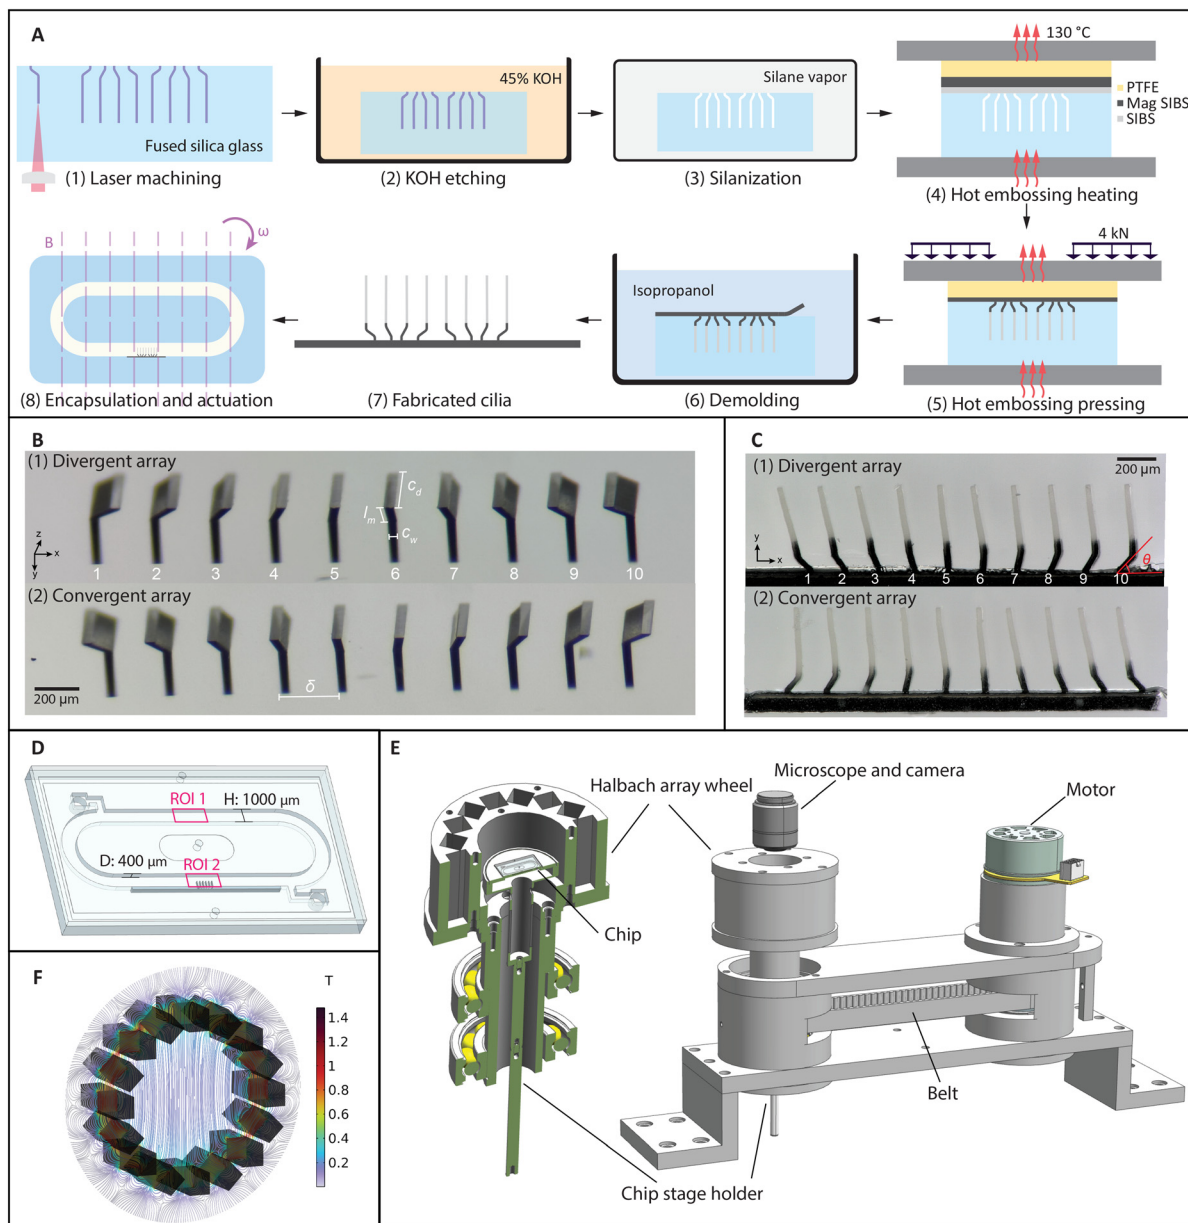 A
Fused silica glass
(1) Laser machining
45% KOH
(2) KOH etching
Silane vapor
(3) Silanization
130 °C
PTFE
Mag SIBS
SIBS
(4) Hot embossing heating
4 kN
(5) Hot embossing pressing
Isopropanol
(6) Demolding
(7) Fabricated cilia
B
ω
(8) Encapsulation and actuation
B
(1) Divergent array
c_d
l_m
c_w
z
x
y
1 2 3 4 5 6 7 8 9 10
(2) Convergent array
δ
200 µm
C
(1) Divergent array
200 µm
y
x
θ
1 2 3 4 5 6 7 8 9 10
(2) Convergent array
D
ROI 1
H: 1000 µm
D: 400 µm
ROI 2
E
Halbach array wheel
Microscope and camera
Motor
Chip
Belt
Chip stage holder
F
T
1.4
1.2
1
0.8
0.6
0.4
0.2